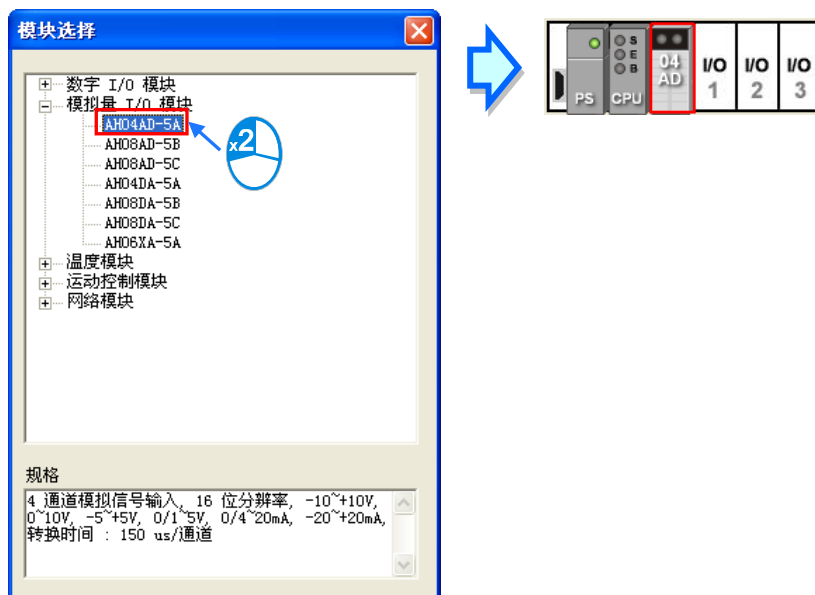 模块选择
数字 I/O 模块
模拟量 I/O 模块
AH04AD-5A
AH08AD-5B
AH08AD-5C
AH04DA-5A
AH08DA-5B
AH08DA-5C
AH06XA-5A
温度模块
运动控制模块
网络模块
x2
规格
4 通道模拟信号输入, 16 位分辨率, -10~+10V,
0~10V, -5~+5V, 0/1~5V, 0/4~20mA, -20~+20mA,
转换时间 : 150 us/通道
PS
S
E
B
CPU
04
AD
I/O
1
I/O
2
I/O
3